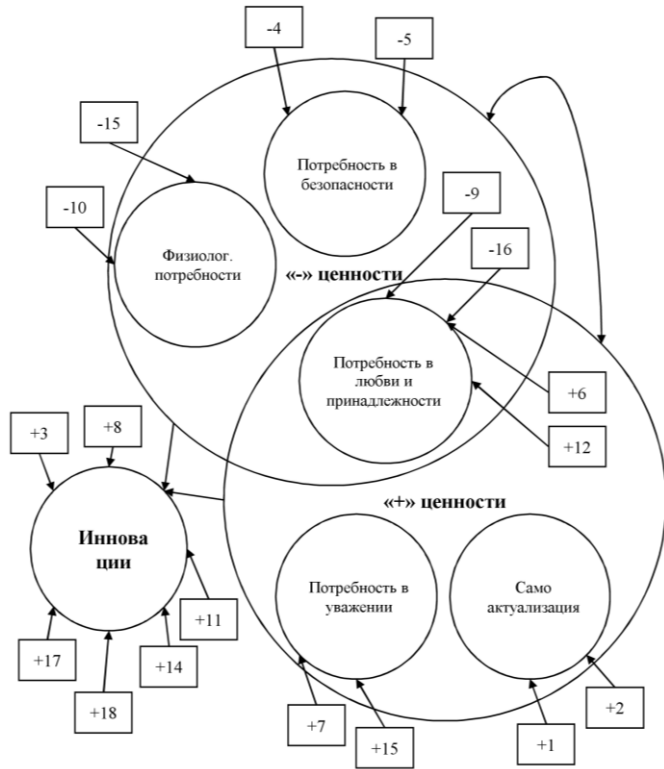 -4
-5
-15
Потребность в
безопасности
-9
-10
Физиолог.
потребности
«-» ценности
-16
Потребность в
любви и
принадлежности
+6
+12
+3
+8
«+» ценности
Иннова
ции
Потребность в
уважении
Само
актуализация
+11
+17
+14
+18
+7
+15
+1
+2